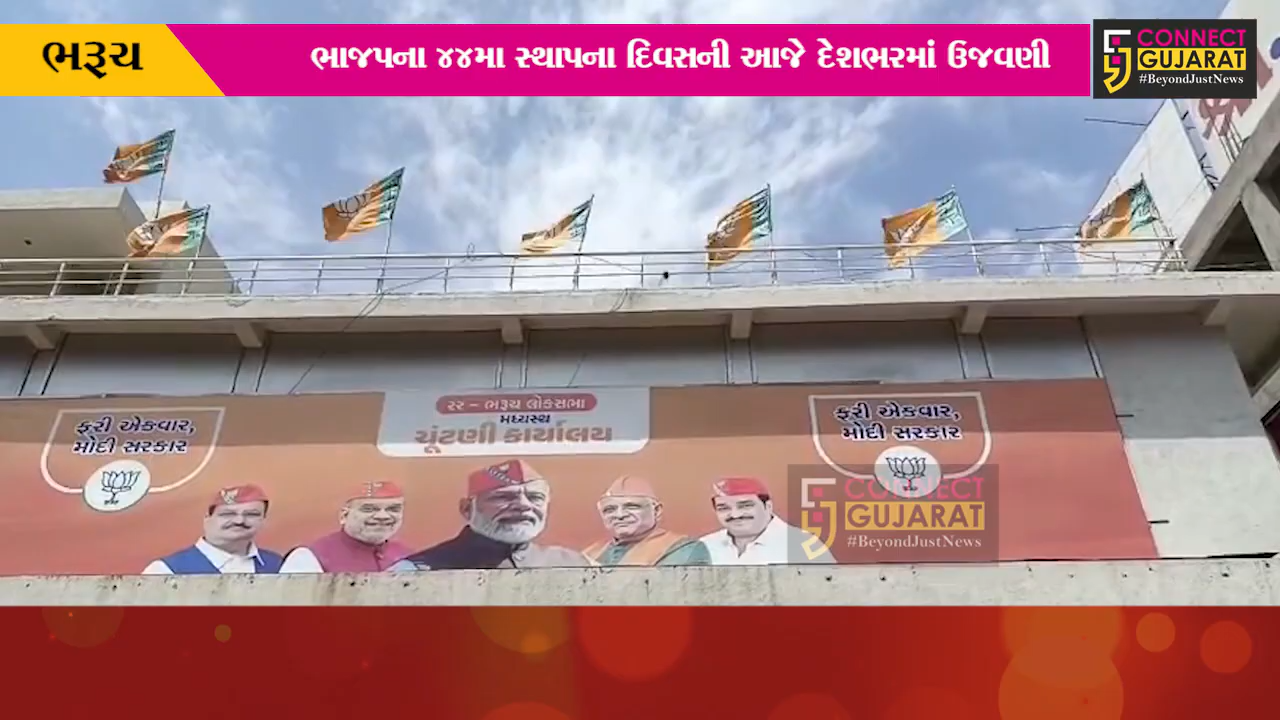 ભરૂચ
ભાજપના ૪૪મા સ્થાપના દિવસની આજે દેશભરમાં ઉજવણી
CONNECT
GUJARAT
#BeyondJustNews
ફરી એકવાર,
મોદી સરકાર
૨૨ - ભરૂચ લોકસભા
મધ્યસ્થ
ચૂંટણી કાર્યાલય
ફરી એકવાર,
મોદી સરકાર
CONNECT
GUJARAT
#BeyondJustNews